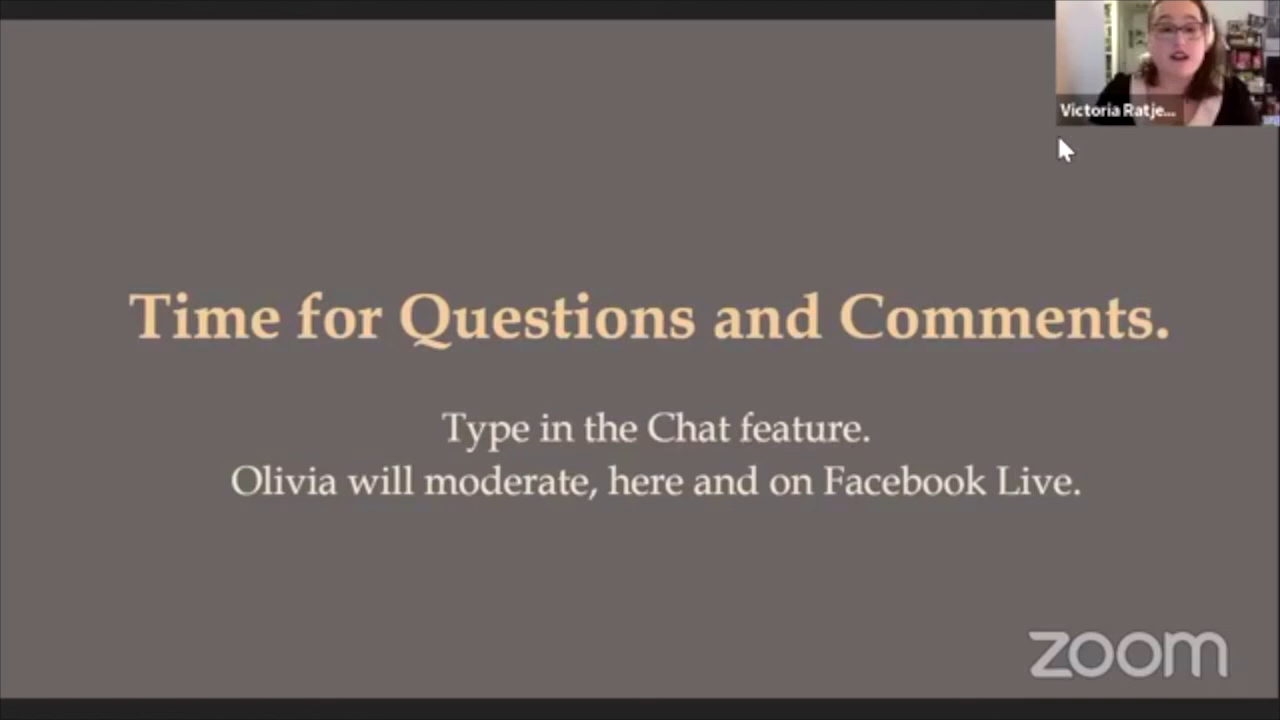 Victoria Ratje...
Time for Questions and Comments.
Type in the Chat feature.
Olivia will moderate, here and on Facebook Live.
zoom